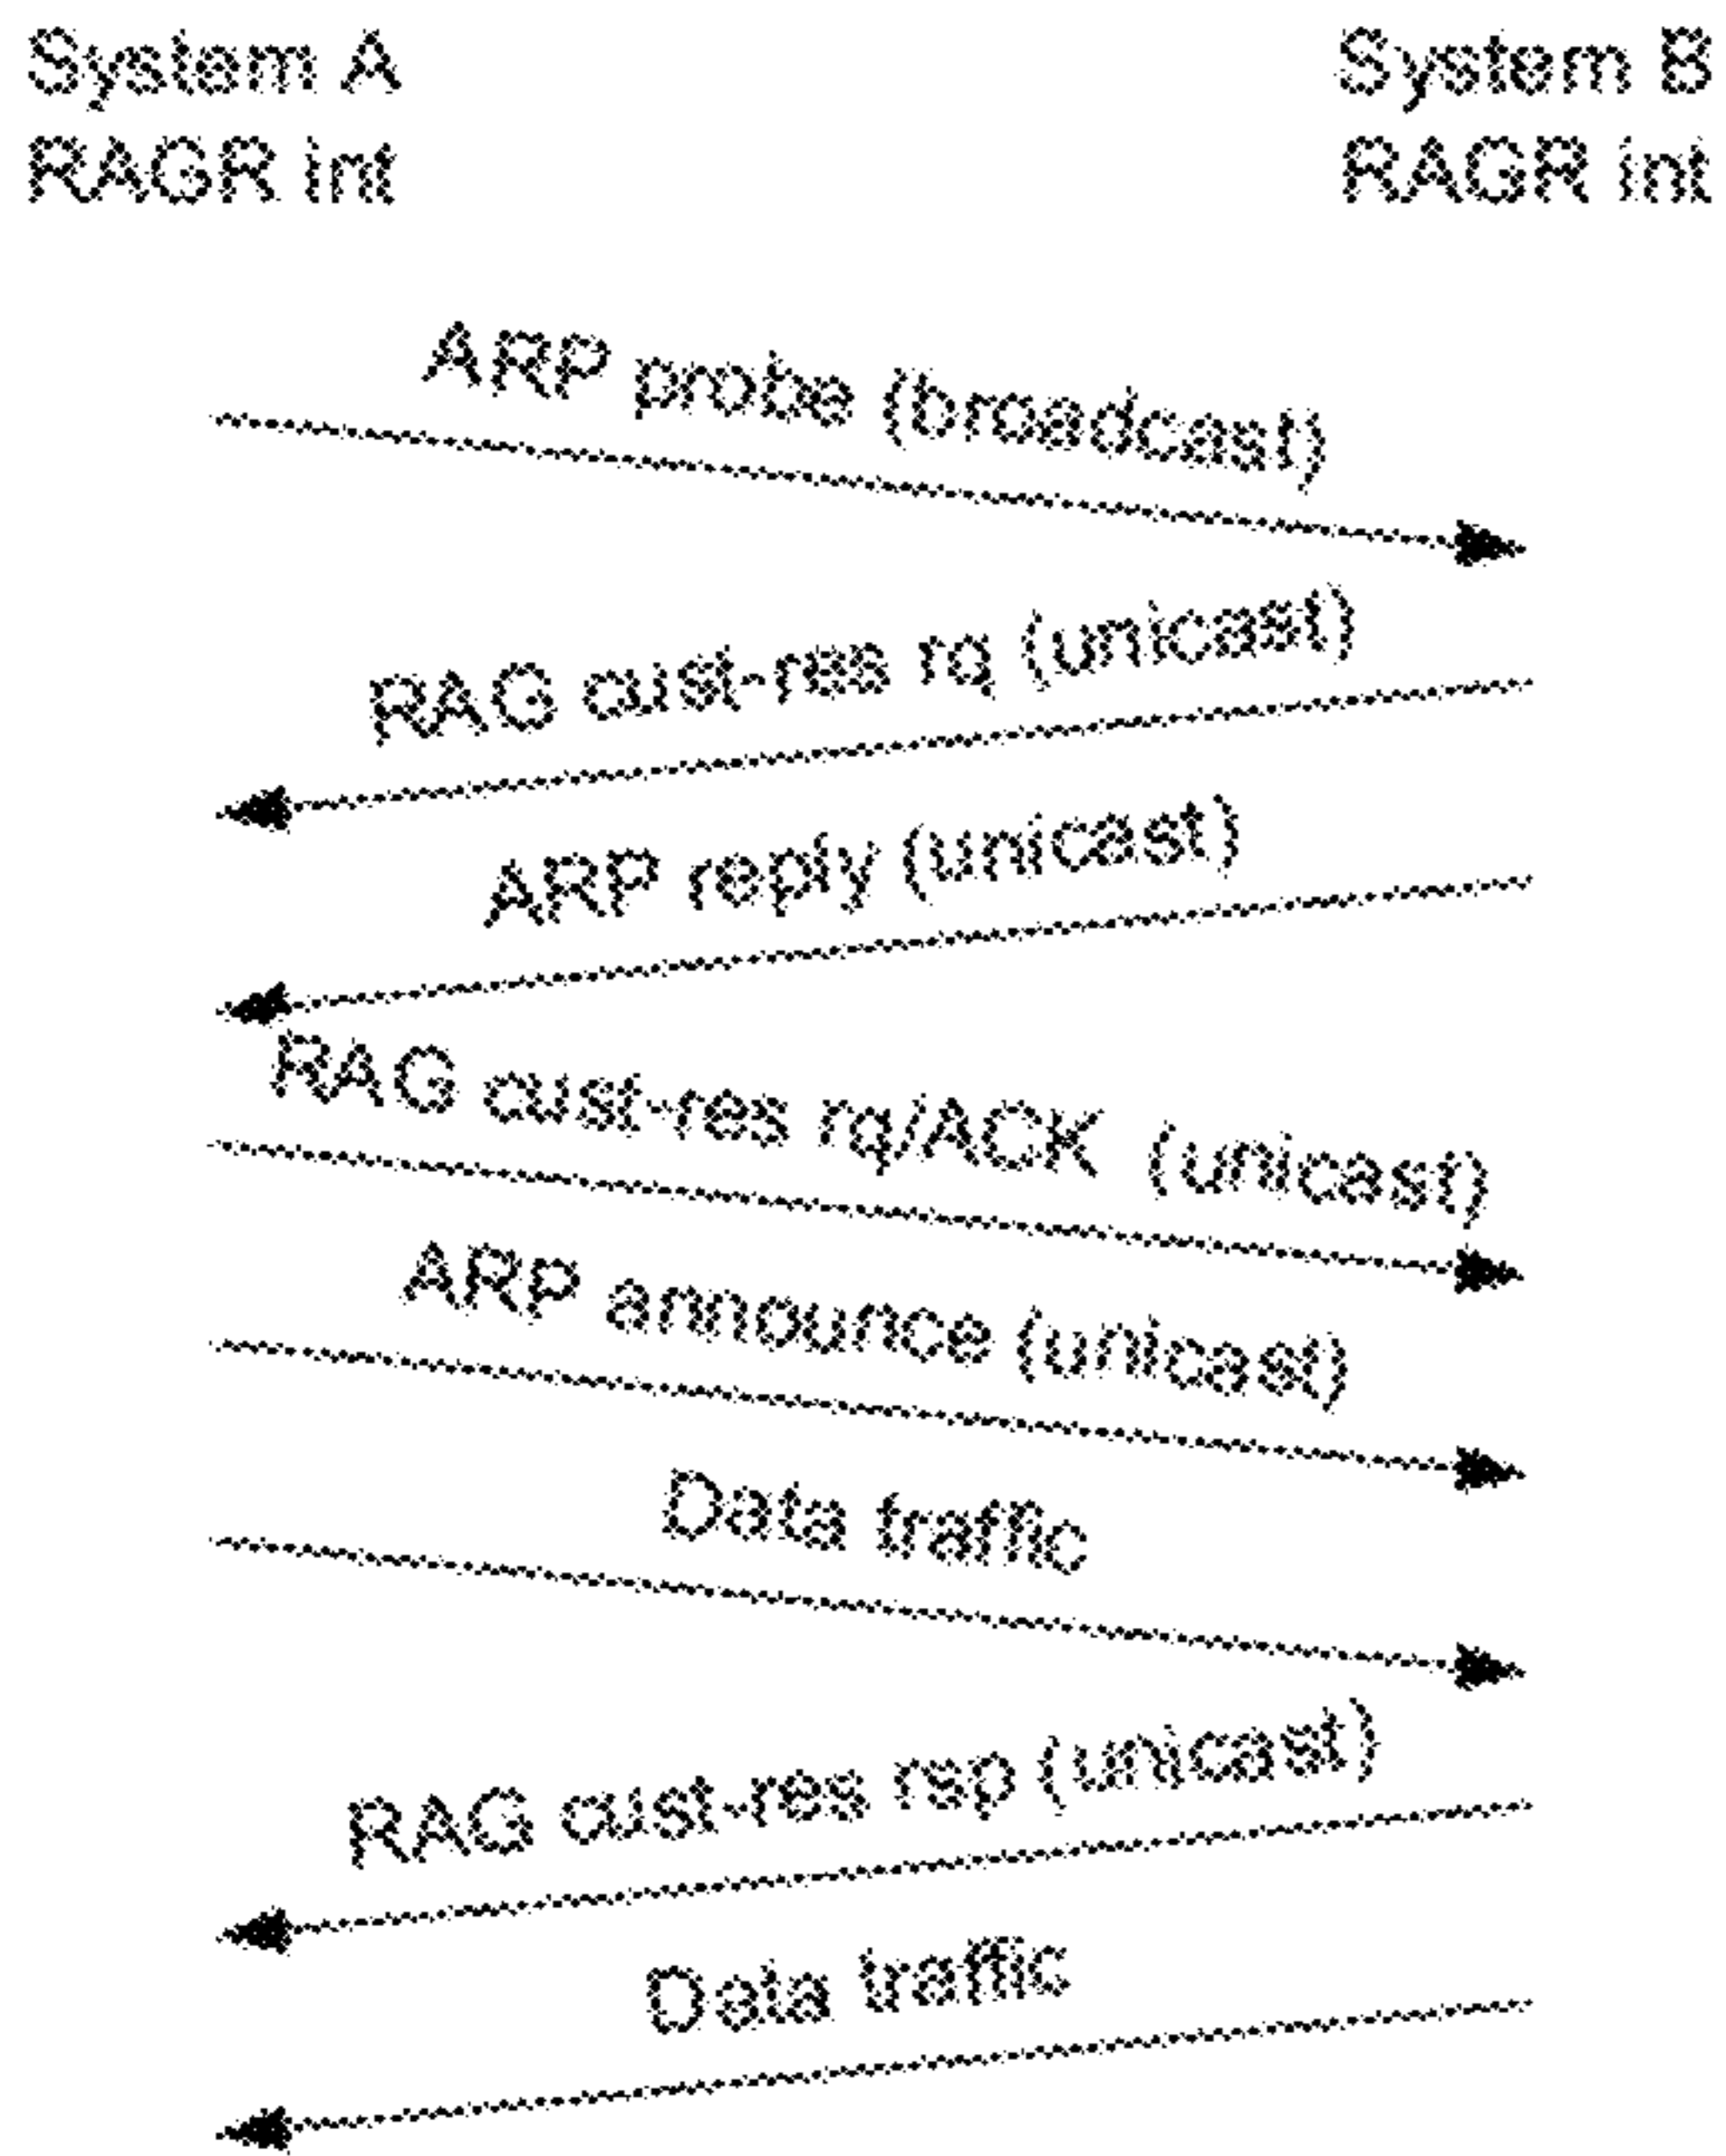 System A
RAGR int
System B
RAGR int
ARP probe (broadcast)
RAG cust-res rq (unicast)
ARP reply (unicast)
RAG cust-res rq/ACK (unicast)
ARP announce (unicast)
Data traffic
RAG cust-res rsp (unicast)
Data traffic